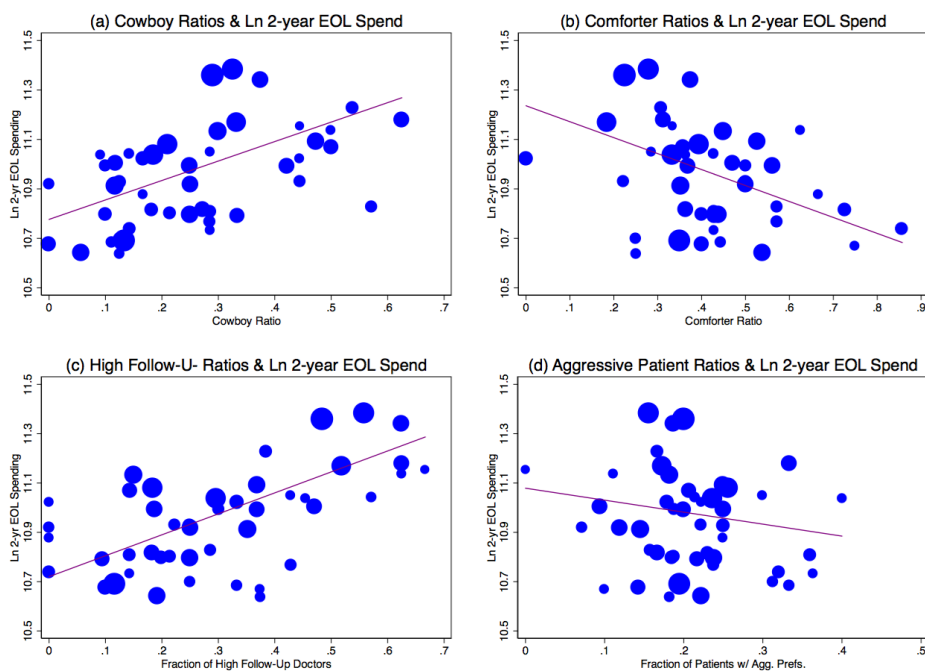 (a) Cowboy Ratios & Ln 2-year EOL Spend
Ln 2-yr EOL Spending
11.5
11.3
11.1
10.9
10.7
10.5
0 .1 .2 .3 .4 .5 .6 .7
Cowboy Ratio
(b) Comforter Ratios & Ln 2-year EOL Spend
Ln 2-yr EOL Spending
11.5
11.3
11.1
10.9
10.7
10.5
0 .1 .2 .3 .4 .5 .6 .7 .8 .9
Comforter Ratio
(c) High Follow-U- Ratios & Ln 2-year EOL Spend
Ln 2-yr EOL Spending
11.5
11.3
11.1
10.9
10.7
10.5
0 .1 .2 .3 .4 .5 .6 .7
Fraction of High Follow-Up Doctors
(d) Aggressive Patient Ratios & Ln 2-year EOL Spend
Ln 2-yr EOL Spending
11.5
11.3
11.1
10.9
10.7
10.5
0 .1 .2 .3 .4 .5
Fraction of Patients w/ Agg. Prefs.